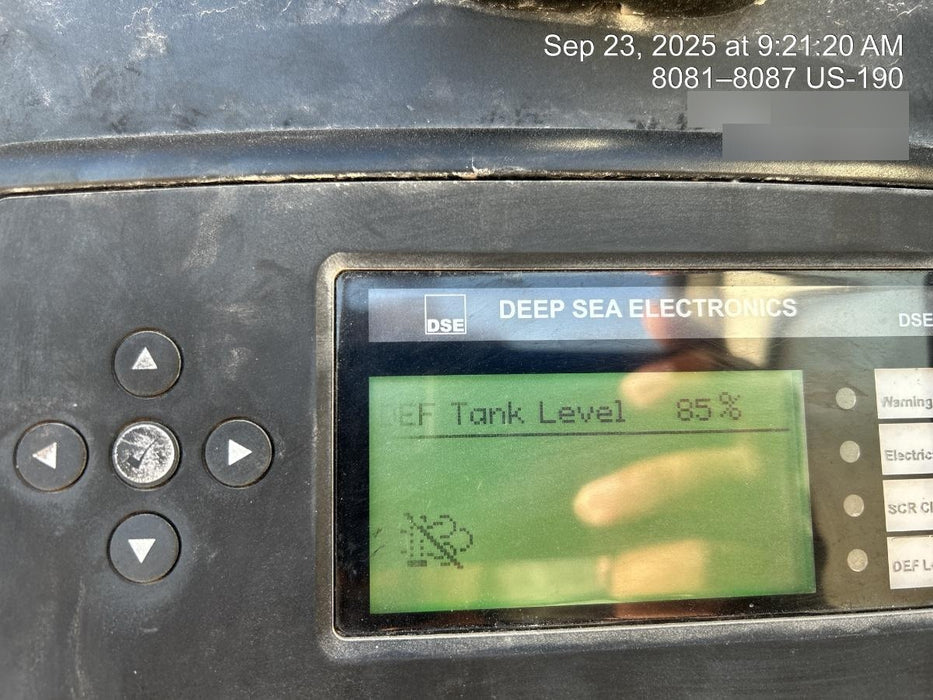 Sep 23, 2025 at 9:21:20 AM
8081–8087 US-190
DSE
DEEP SEA ELECTRONICS
DSE
DEF Tank Level 85%
Warning
Electric
SCR Cl
DEF L